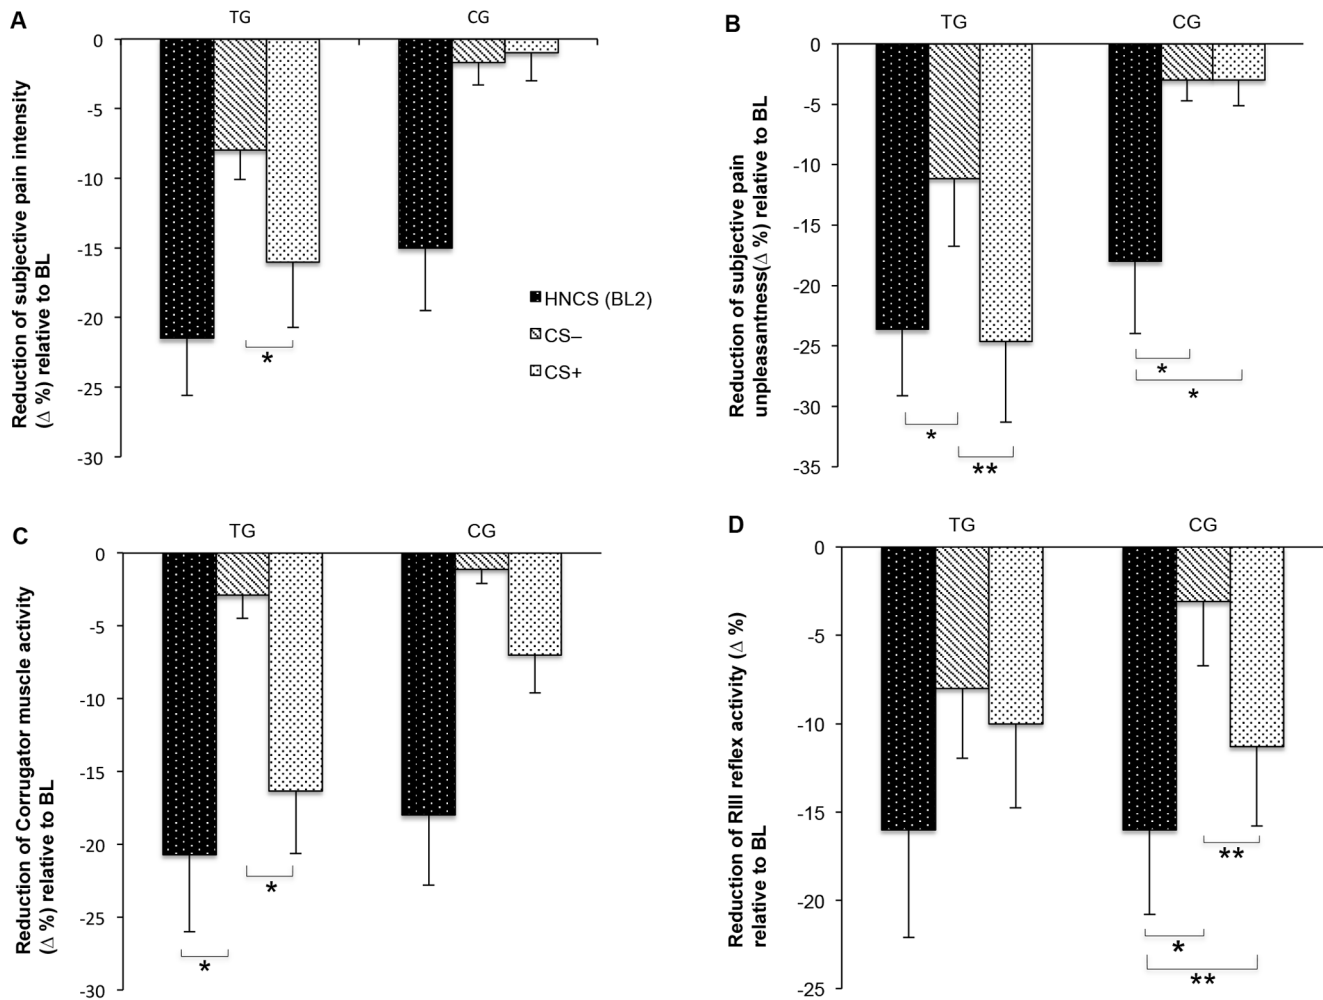 A
TG
CG
0
-5
-10
-15
-20
-25
-30
Reduction of subjective pain intensity
(Δ %) relative to BL
HNCS (BL2)
CS–
CS+
*
B
TG
CG
0
-5
-10
-15
-20
-25
-30
-35
Reduction of subjective pain
unpleasantness(Δ %) relative to BL
*
**
*
*
C
TG
CG
0
-5
-10
-15
-20
-25
-30
Reduction of Corrugator muscle activity
(Δ %) relative to BL
*
*
D
TG
CG
0
-5
-10
-15
-20
-25
Reduction of RIII reflex activity (Δ %)
relative to BL
**
*
**